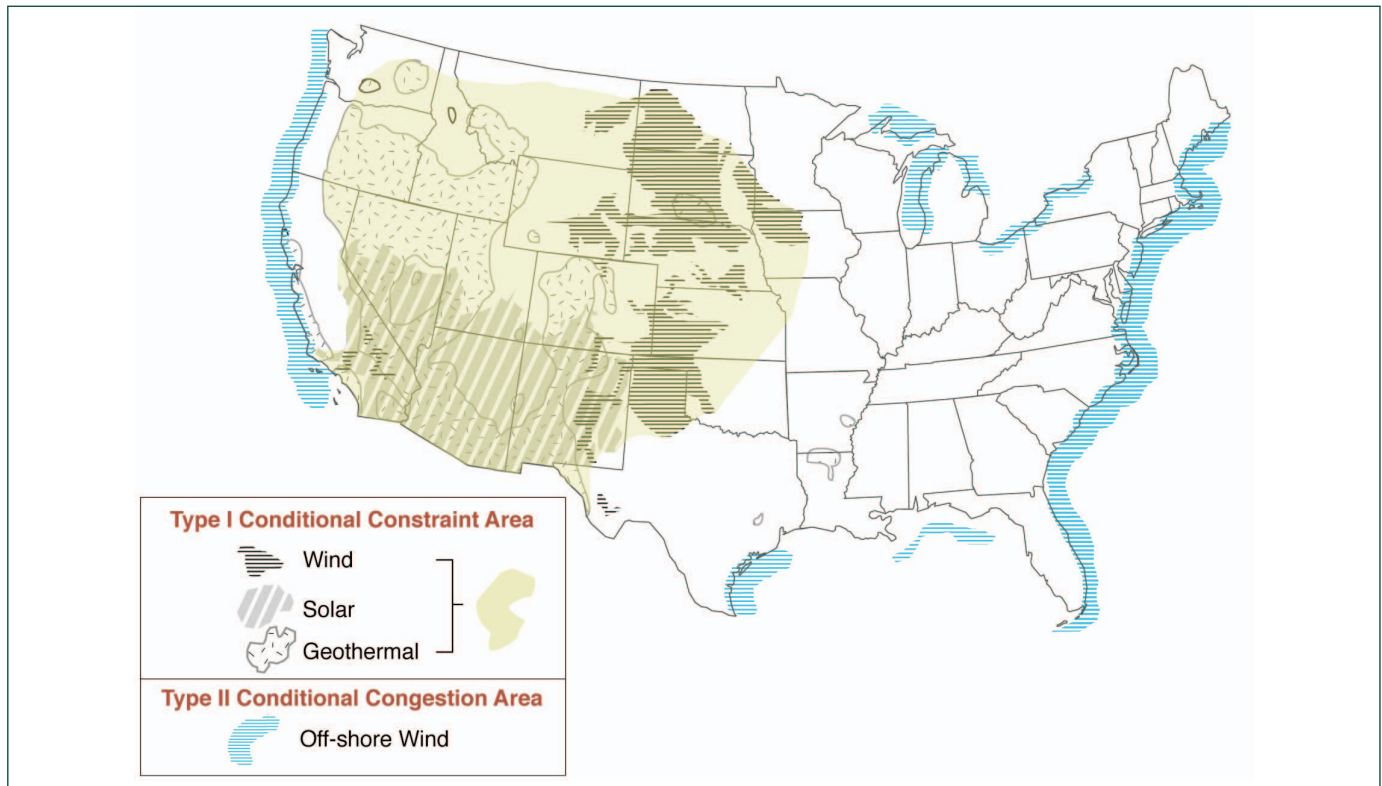 Type I Conditional Constraint Area
Wind
Solar
Geothermal
Type II Conditional Congestion Area
Off-shore Wind